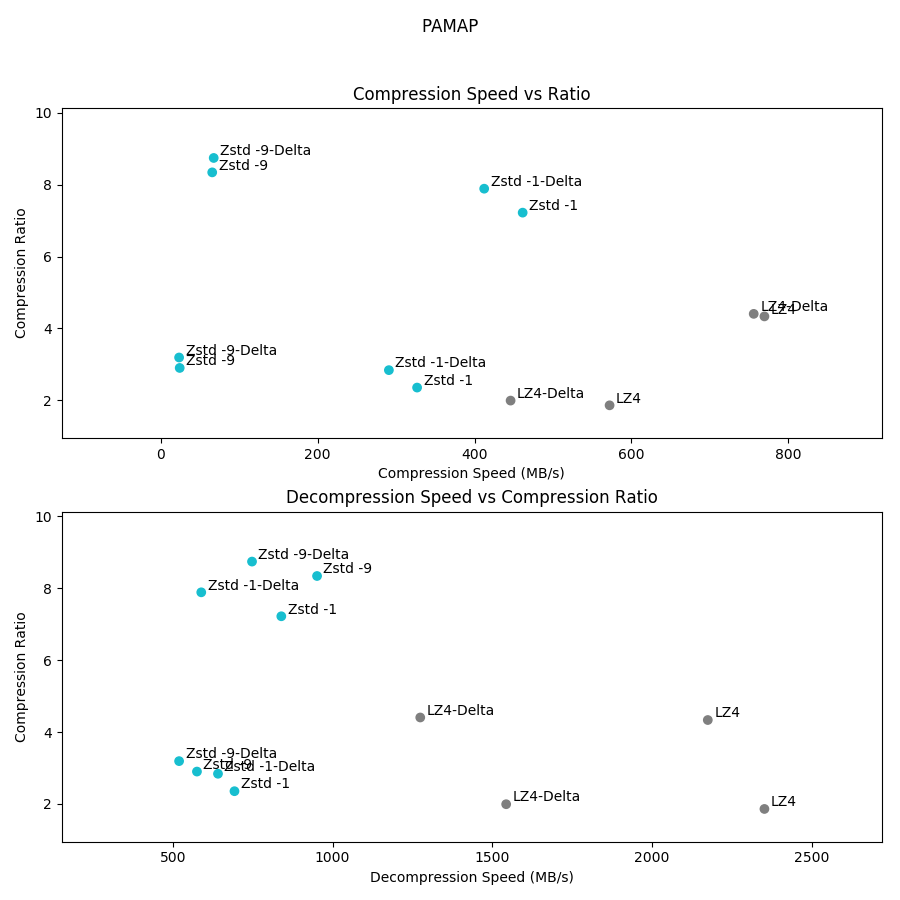 PAMAP
Compression Speed vs Ratio
Compression Ratio
10
8
6
4
2
Zstd -9-Delta
Zstd -9
Zstd -1-Delta
Zstd -1
LZ4-Delta
LZ4
Zstd -9-Delta
Zstd -9
Zstd -1-Delta
Zstd -1
LZ4-Delta
LZ4
0
200
400
600
800
Compression Speed (MB/s)
Decompression Speed vs Compression Ratio
Compression Ratio
10
8
6
4
2
Zstd -9-Delta
Zstd -9
Zstd -1-Delta
Zstd -1
LZ4-Delta
LZ4
Zstd -9-Delta
Zstd -9
Zstd -1-Delta
Zstd -1
LZ4-Delta
LZ4
500
1000
1500
2000
2500
Decompression Speed (MB/s)